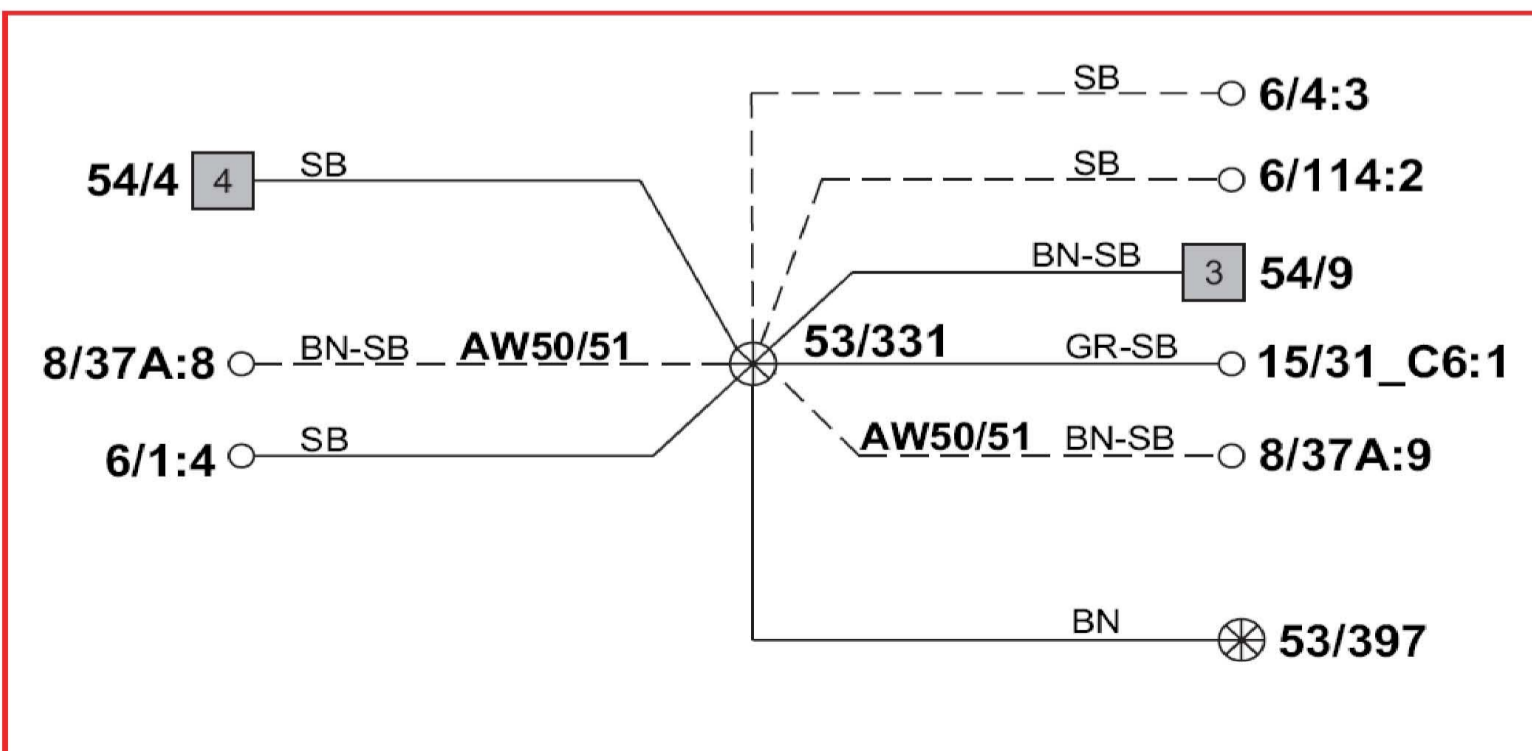 SB
6/4:3
54/4 4 SB
SB
6/114:2
BN-SB
3 54/9
8/37A:8 BN-SB AW50/51
53/331 GR-SB
15/31_C6:1
6/1:4 SB
AW50/51 BN-SB
8/37A:9
BN
53/397